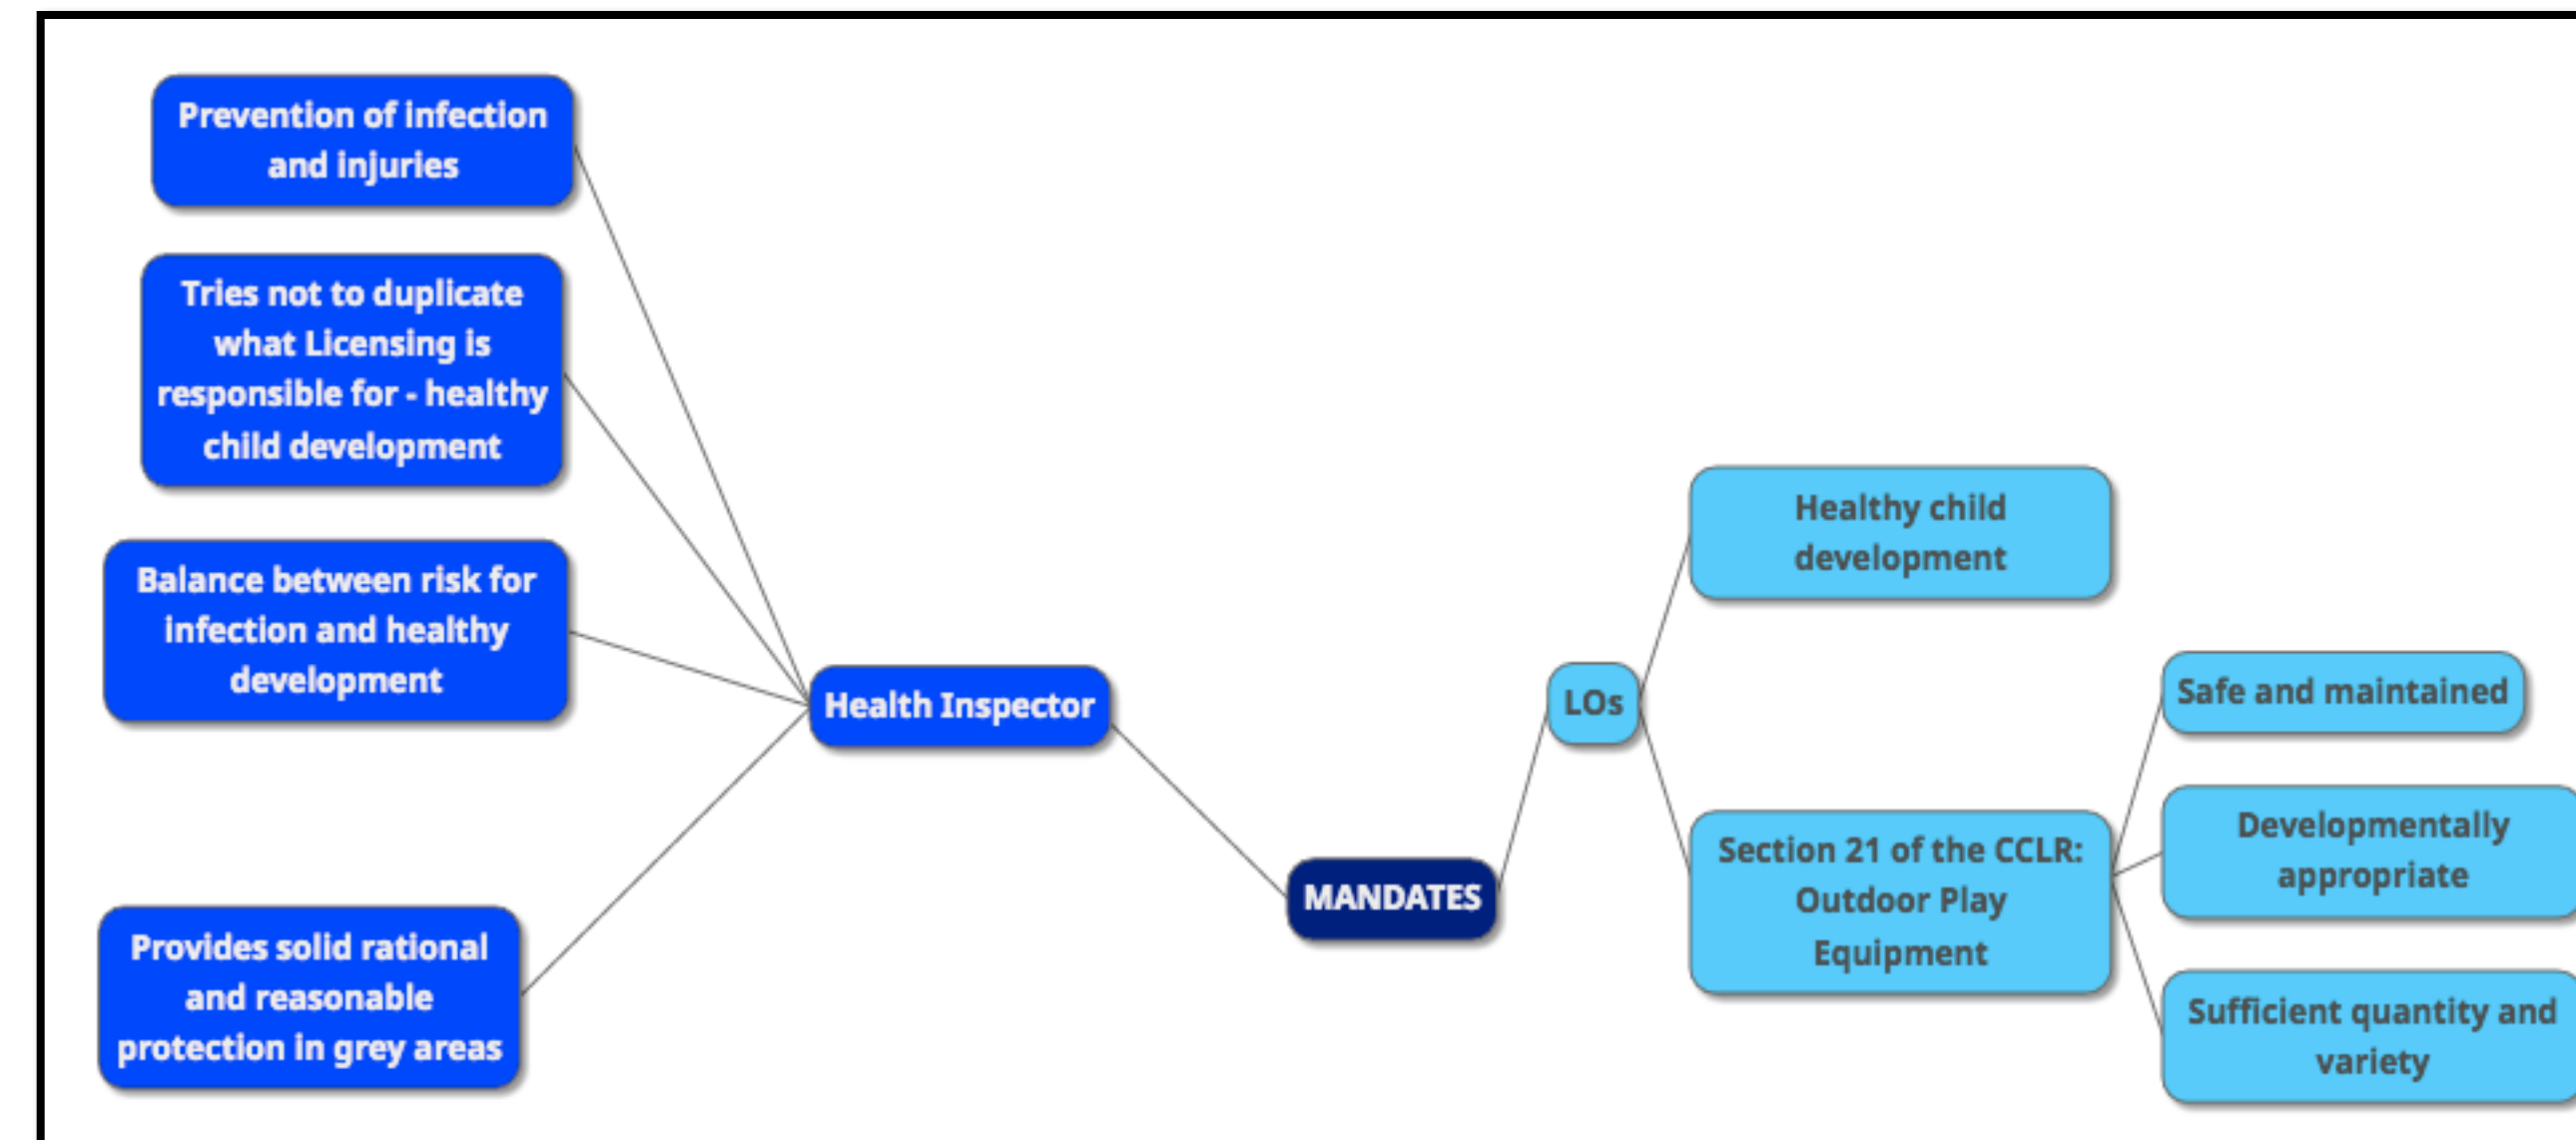 Prevention of infection
and injuries
Tries not to duplicate
what Licensing is
responsible for - healthy
child development
Balance between risk for
infection and healthy
development
Provides solid rational
and reasonable
protection in grey areas
Health Inspector
MANDATES
LOs
Healthy child
development
Section 21 of the CCLR:
Outdoor Play
Equipment
Safe and maintained
Developmentally
appropriate
Sufficient quantity and
variety